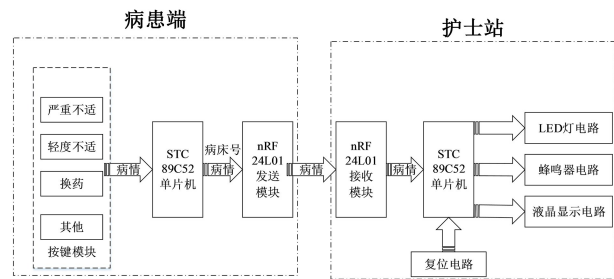 病患端
护士站
严重不适
轻度不适
换药
其他
按键模块
病情
STC
89C52
单片机
病床号
病情
nRF
24L01
发送
模块
病情
nRF
24L01
接收
模块
病情
STC
89C52
单片机
LED灯电路
蜂鸣器电路
液晶显示电路
复位电路